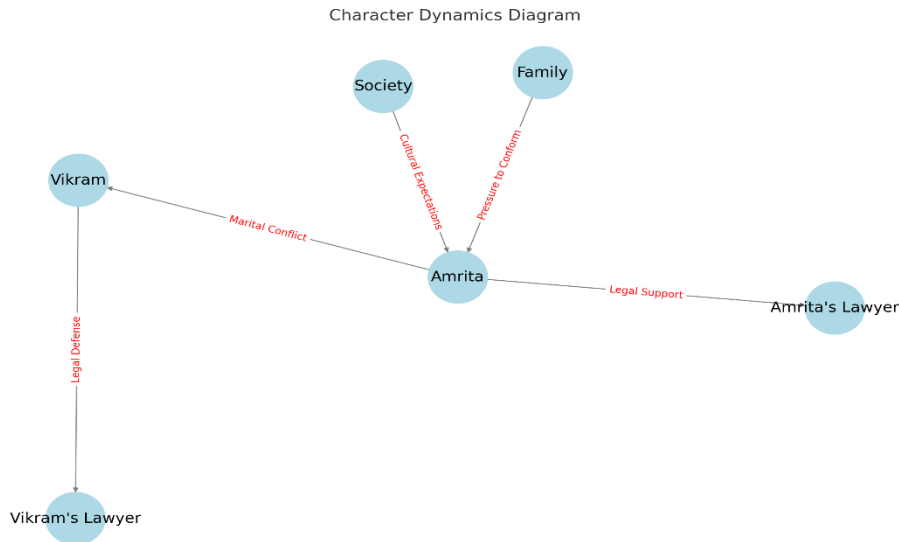 Character Dynamics Diagram
Family
Society
Cultural Expectations
Pressure to Conform
Vikram
Marital Conflict
Amrita
Legal Support
Amrita's Lawyer
Legal Defense
Vikram's Lawyer